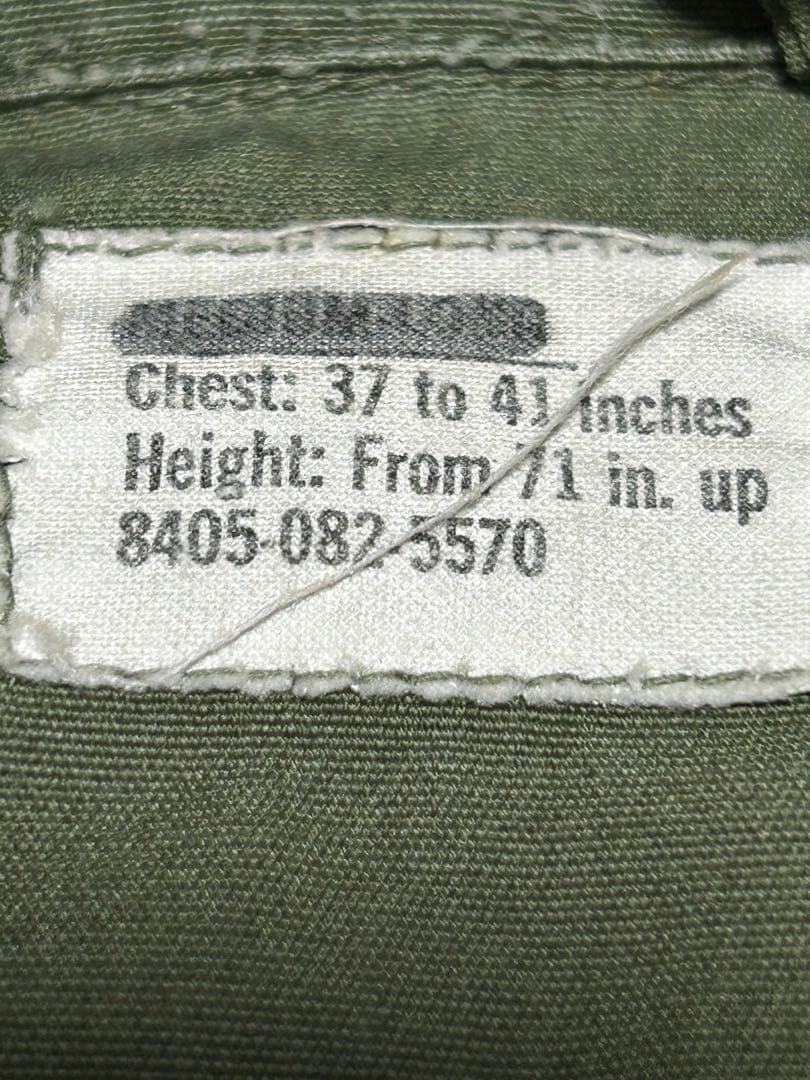 Chest: 37 to 41 inches
Height: From 71 in. up
8405-082-5570